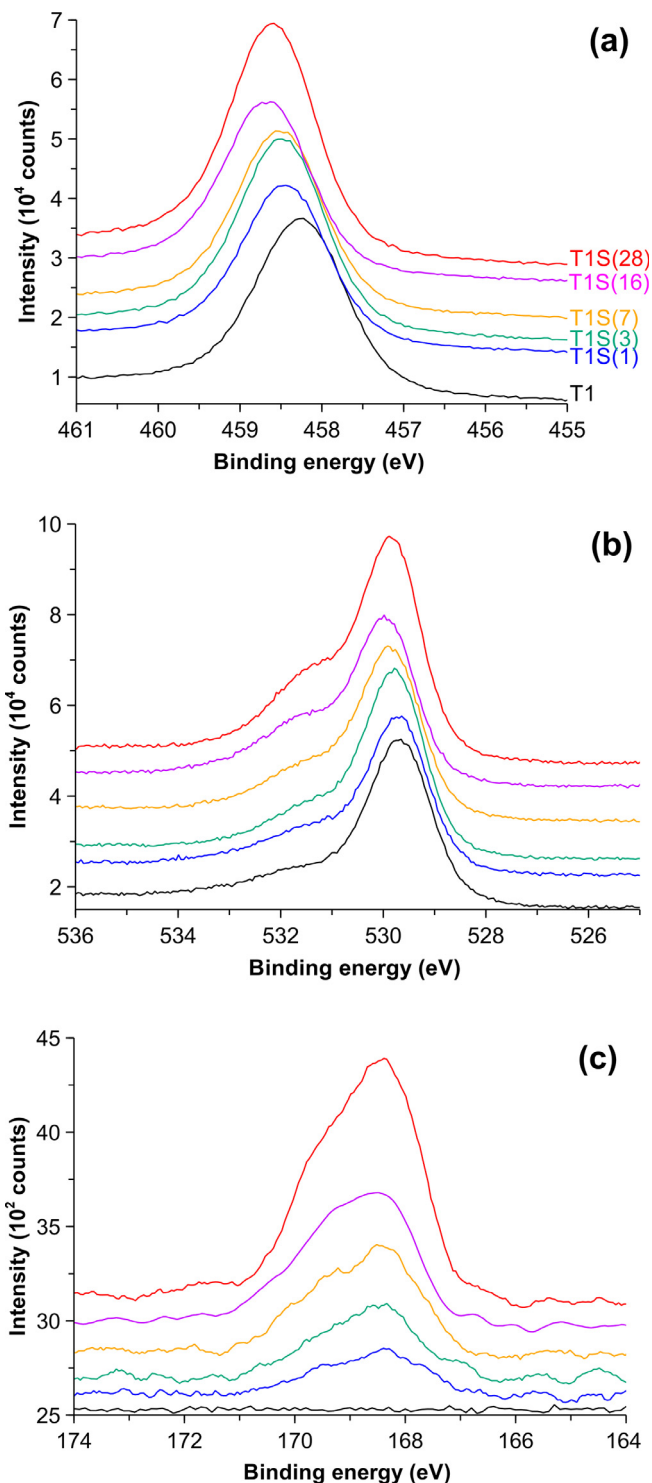 (a)
Intensity (10⁴ counts)
7
6
5
4
3
2
1
T1S(28)
T1S(16)
T1S(7)
T1S(3)
T1S(1)
T1
461 460 459 458 457 456 455
Binding energy (eV)
(b)
Intensity (10⁴ counts)
10
8
6
4
2
536 534 532 530 528 526
Binding energy (eV)
(c)
Intensity (10² counts)
45
40
35
30
25
174 172 170 168 166 164
Binding energy (eV)